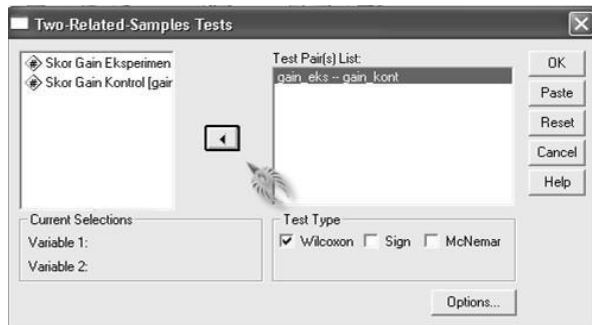 Two-Related-Samples Tests
Skor Gain Eksperimen
Skor Gain Kontrol [gair
Test Pair(s) List:
gain_eks -- gain_kont
OK
Paste
Reset
Cancel
Help
Current Selections
Variable 1:
Variable 2:
Test Type
Wilcoxon Sign McNemar
Options...